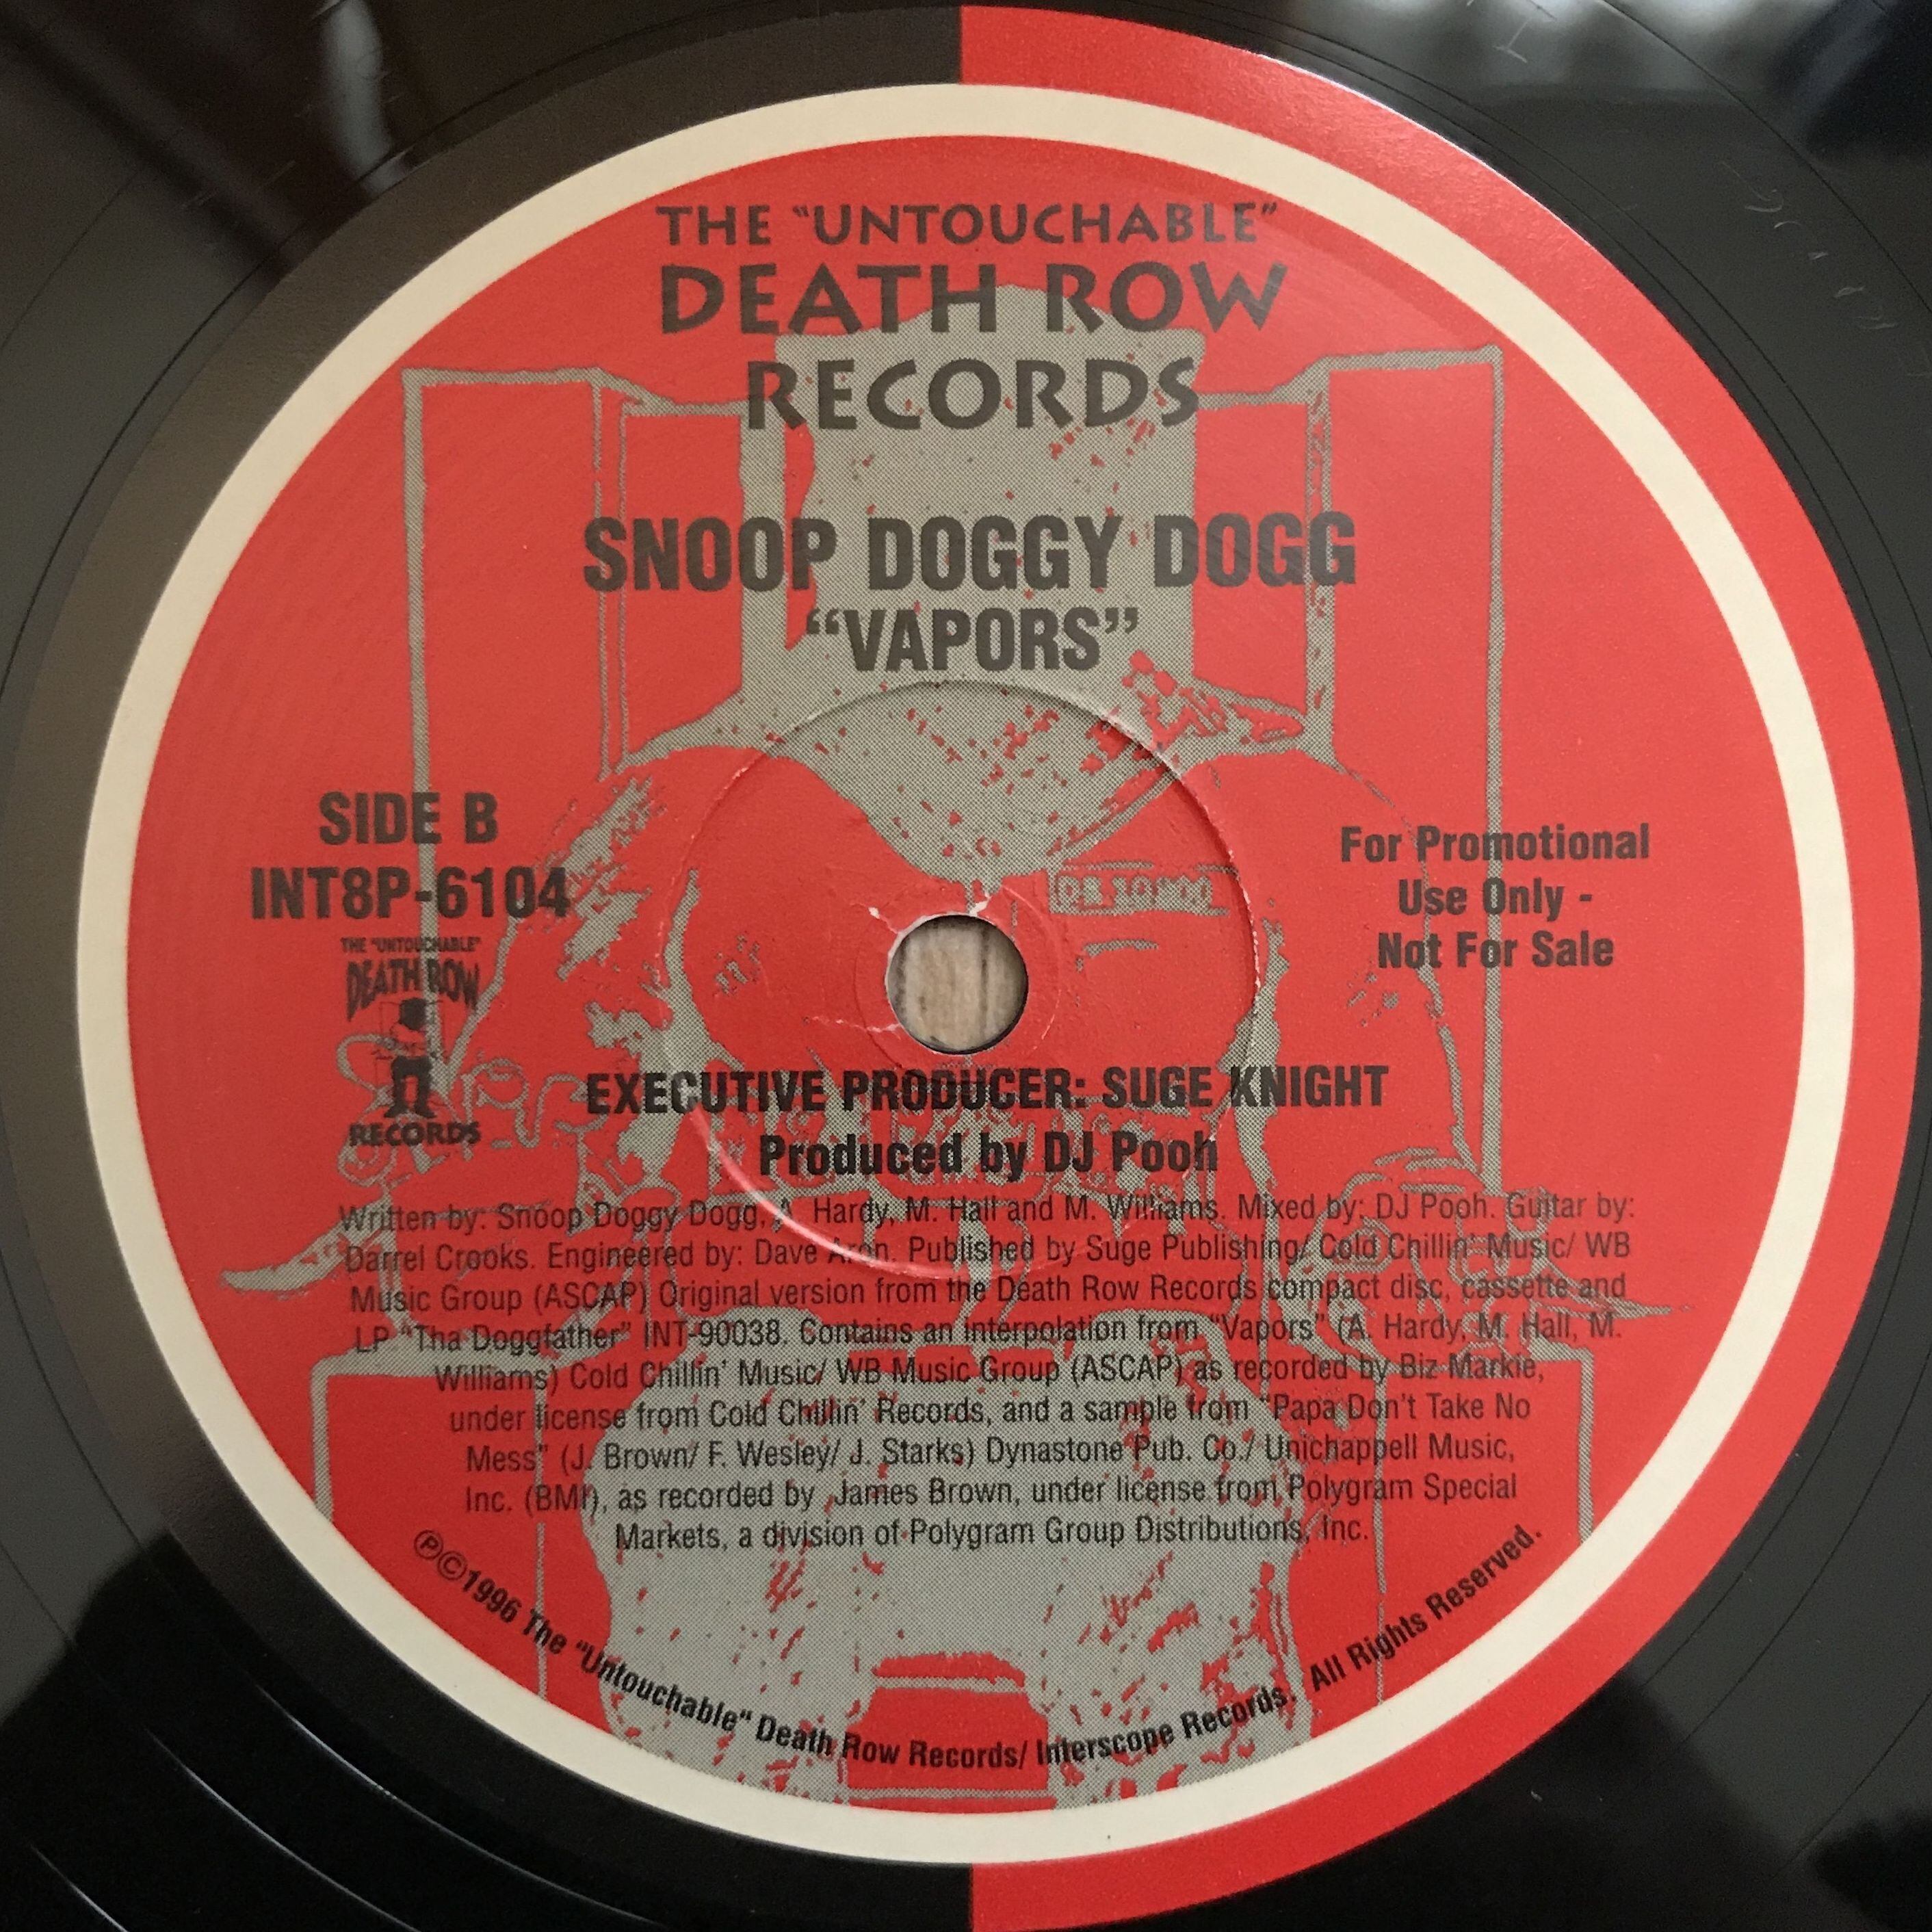 THE "UNTOUCHABLE"
DEATH ROW
RECORDS
SNOOP DOGGY DOGG
“VAPORS”
SIDE B
INT8P-6104
THE "UNTOUCHABLE"
DEATH ROW
RECORDS
For Promotional
Use Only -
Not For Sale
EXECUTIVE PRODUCER: SUGE KNIGHT
Produced by DJ Pooh
Written by: Snoop Doggy Dogg, A. Hardy, M. Hall and M. Williams. Mixed by: DJ Pooh. Guitar by:
Darrel Crooks. Engineered by: Dave Aron. Published by Suge Publishing/ Cold Chillin' Music/ WB
Music Group (ASCAP) Original version from the Death Row Records compact disc, cassette and
LP "Tha Doggfather" INT-90038. Contains an interpolation from "Vapors" (A. Hardy, M. Hall, M.
Williams) Cold Chillin' Music/ WB Music Group (ASCAP) as recorded by Biz Markie,
under license from Cold Chillin' Records, and a sample from "Papa Don't Take No
Mess" (J. Brown/ F. Wesley/ J. Starks) Dynastone Pub. Co./ Unichappell Music,
Inc. (BMI), as recorded by James Brown, under license from Polygram Special
Markets, a division of Polygram Group Distributions, Inc.
℗©1996 The "Untouchable" Death Row Records/ Interscope Records. All Rights Reserved.